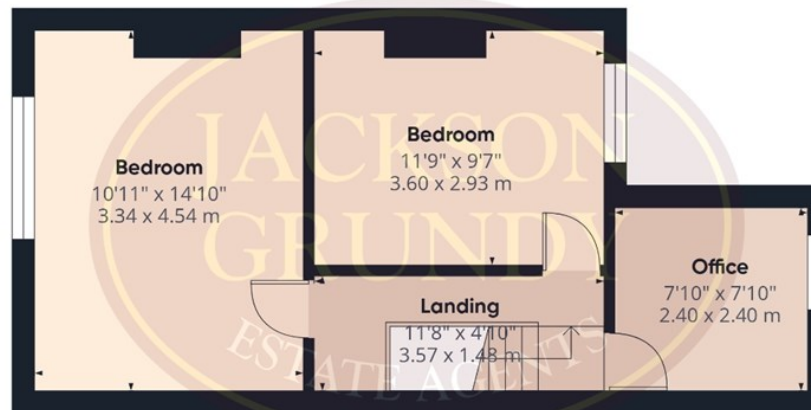 Bedroom
10'11" x 14'10"
3.34 x 4.54 m
Bedroom
11'9" x 9'7"
3.60 x 2.93 m
Landing
11'8" x 4'10"
3.57 x 1.48 m
Office
7'10" x 7'10"
2.40 x 2.40 m
JACKSON
GRUNDY
ESTATE AGENTS